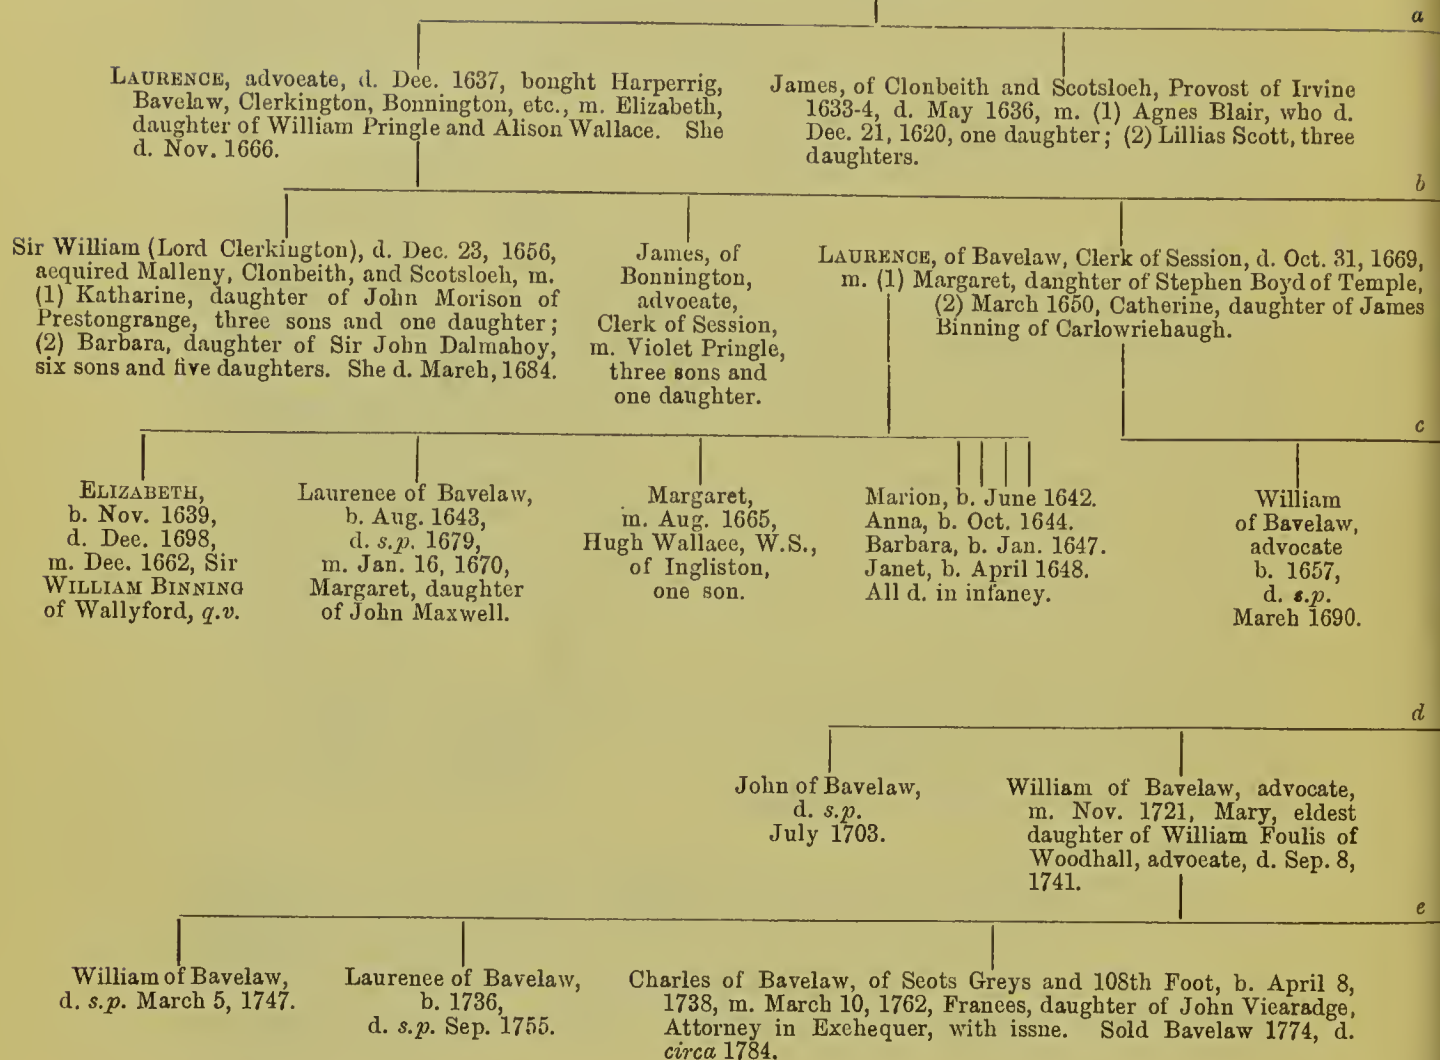 a
LAURENCE, advocate, d. Dec. 1637, bought Harperrig,
Bavelaw, Clerkington, Bonnington, etc., m. Elizabeth,
daughter of William Pringle and Alison Wallace. She
d. Nov. 1666.
James, of Clonbeith and Scotsloch, Provost of Irvine
1633-4, d. May 1636, m. (1) Agnes Blair, who d.
Dec. 21, 1620, one daughter; (2) Lillias Scott, three
daughters.
b
Sir William (Lord Clerkington), d. Dec. 23, 1656,
acquired Malleny, Clonbeith, and Scotsloch, m.
(1) Katharine, daughter of John Morison of
Prestongrange, three sons and one daughter;
(2) Barbara, daughter of Sir John Dalmahoy,
six sons and five daughters. She d. March, 1684.
James, of
Bonnington,
advocate,
Clerk of Session,
m. Violet Pringle,
three sons and
one daughter.
LAURENCE, of Bavelaw, Clerk of Session, d. Oct. 31, 1669,
m. (1) Margaret, daughter of Stephen Boyd of Temple,
(2) March 1650, Catherine, daughter of James
Binning of Carlowriehaugh.
c
ELIZABETH,
b. Nov. 1639,
d. Dec. 1698,
m. Dec. 1662, Sir
WILLIAM BINNING
of Wallyford, q.v.
Laurence of Bavelaw,
b. Aug. 1643,
d. s.p. 1679,
m. Jan. 16, 1670,
Margaret, daughter
of John Maxwell.
Margaret,
m. Aug. 1665,
Hugh Wallace, W.S.,
of Ingliston,
one son.
Marion, b. June 1642.
Anna, b. Oct. 1644.
Barbara, b. Jan. 1647.
Janet, b. April 1648.
All d. in infancy.
William
of Bavelaw,
advocate
b. 1657,
d. s.p.
March 1690.
d
John of Bavelaw,
d. s.p.
July 1703.
William of Bavelaw, advocate,
m. Nov. 1721, Mary, eldest
daughter of William Foulis of
Woodhall, advocate, d. Sep. 8,
1741.
e
William of Bavelaw,
d. s.p. March 5, 1747.
Laurence of Bavelaw,
b. 1736,
d. s.p. Sep. 1755.
Charles of Bavelaw, of Scots Greys and 108th Foot, b. April 8,
1738, m. March 10, 1762, Frances, daughter of John Vicaradge,
Attorney in Exchequer, with issue. Sold Bavelaw 1774, d.
circa 1784.